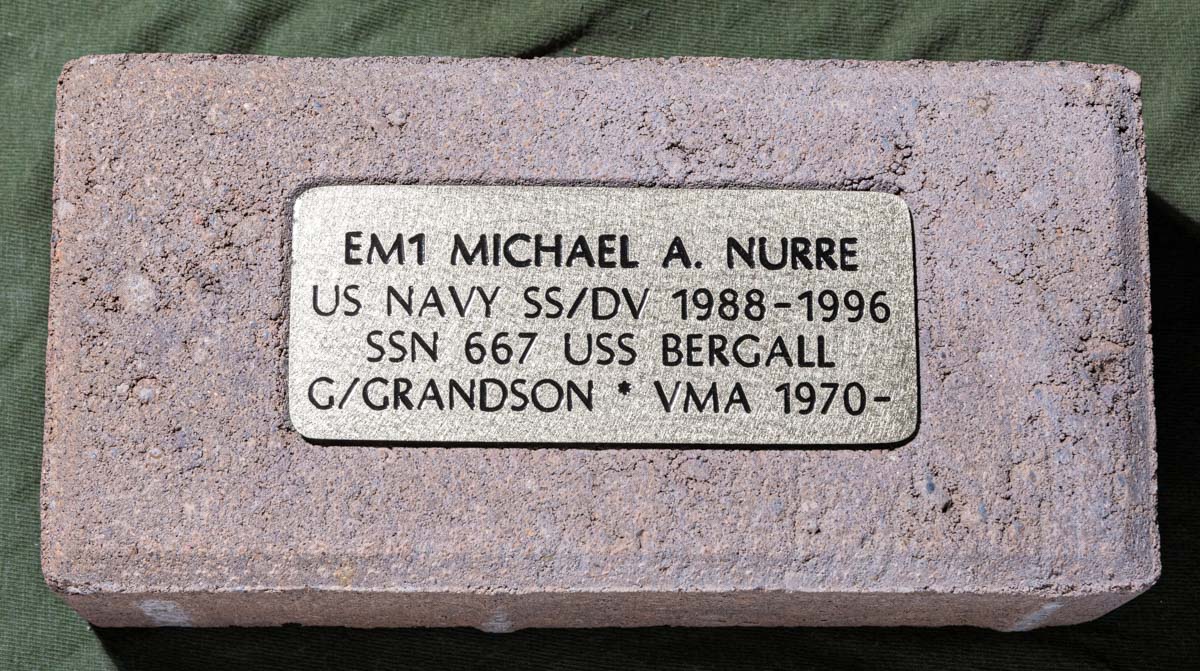 EM1 MICHAEL A. NURRE
US NAVY SS/DV 1988-1996
SSN 667 USS BERGALL
G/GRANDSON * VMA 1970-